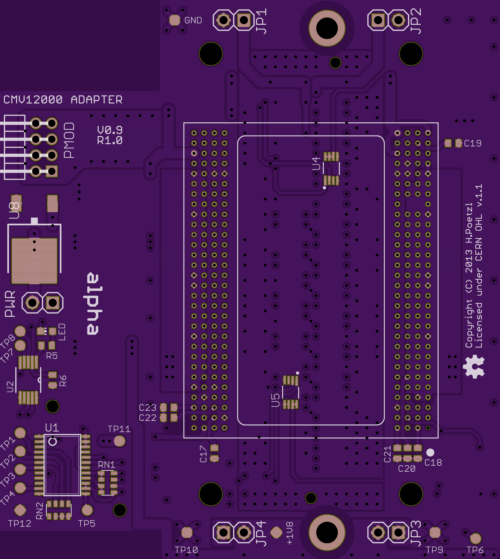 GND
JP1
JP2
CMV12000 ADAPTER
PMOD
V0.9
R1.0
U4
C19
U8
PWR
alpha
Copyright (C) 2013 H.Poetzl
Licensed under CERN OHL v.1.1
TP8
TP7
LED
R5
U2
R6
U5
C23
C22
TP1
TP2
TP3
TP4
U1
TP11
RN1
RN2
TP12
TP5
C17
C21
C20
C18
TP10
JP4
+1V8
JP3
TP9
TP6